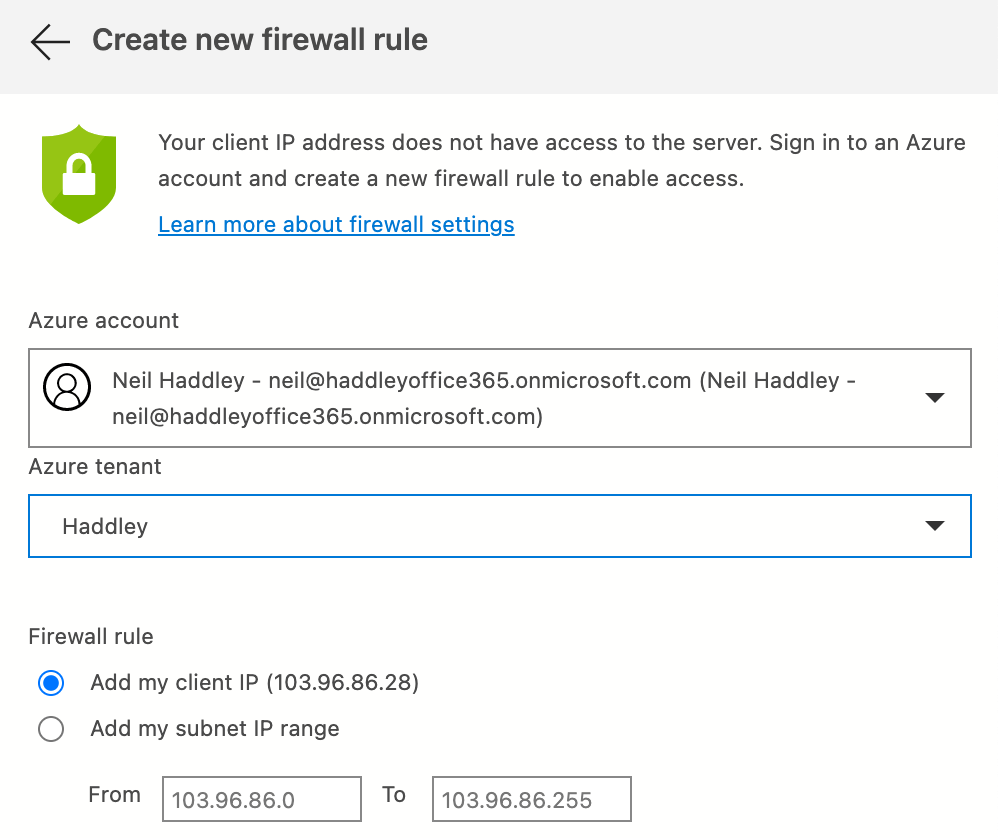 Create new firewall rule
Your client IP address does not have access to the server. Sign in to an Azure
account and create a new firewall rule to enable access.
Learn more about firewall settings
Azure account
Neil Haddley - neil@haddleyoffice365.onmicrosoft.com (Neil Haddley -
neil@haddleyoffice365.onmicrosoft.com)
Azure tenant
Haddley
Firewall rule
Add my client IP (103.96.86.28)
Add my subnet IP range
From 103.96.86.0 To 103.96.86.255